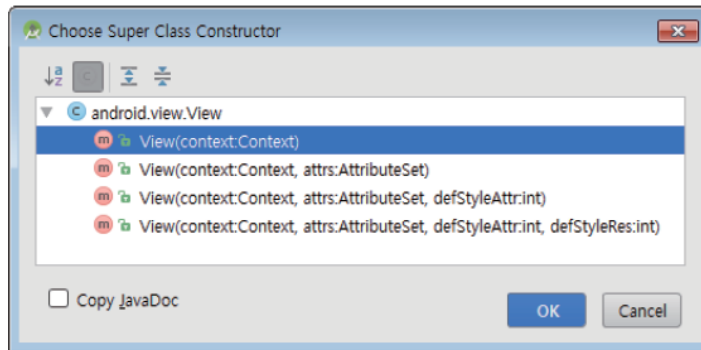 Choose Super Class Constructor
android.view.View
View(context:Context)
View(context:Context, attrs:AttributeSet)
View(context:Context, attrs:AttributeSet, defStyleAttr:int)
View(context:Context, attrs:AttributeSet, defStyleAttr:int, defStyleRes:int)
Copy JavaDoc
OK
Cancel